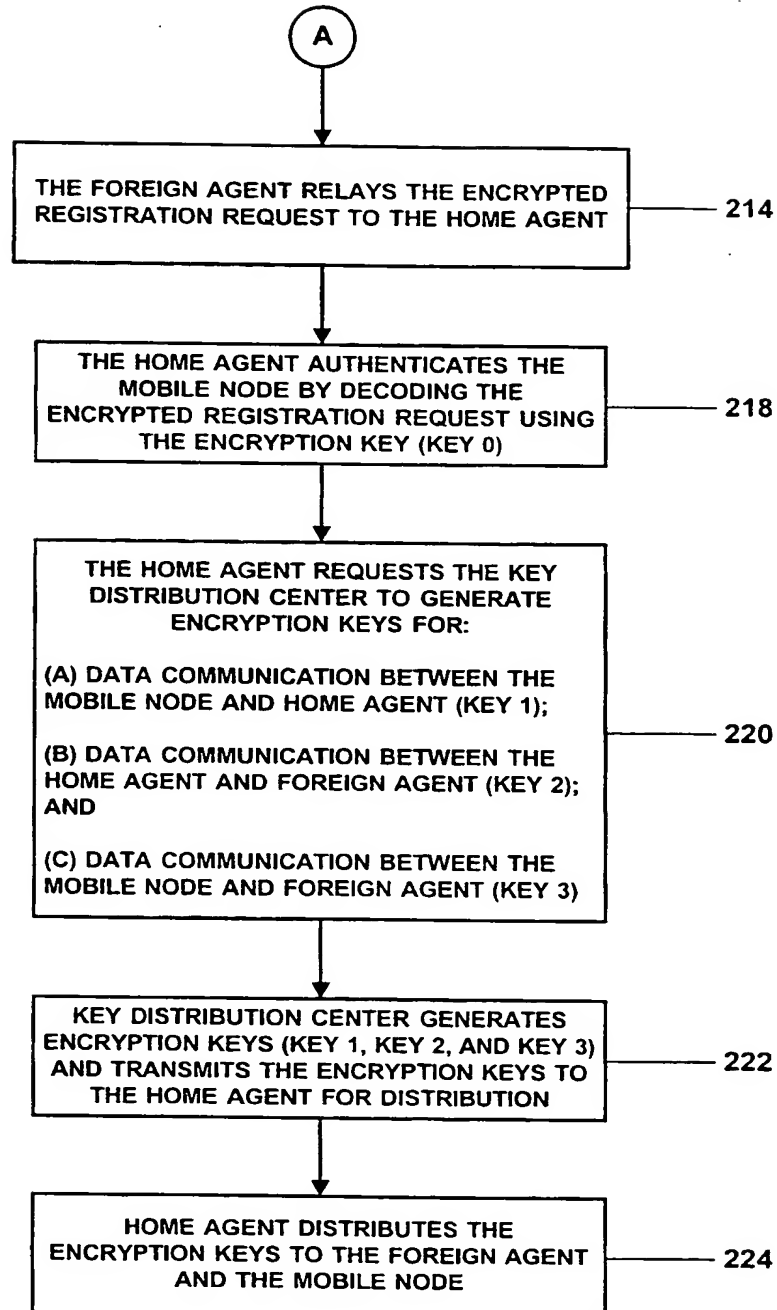 A
THE FOREIGN AGENT RELAYS THE ENCRYPTED
REGISTRATION REQUEST TO THE HOME AGENT
214
THE HOME AGENT AUTHENTICATES THE
MOBILE NODE BY DECODING THE
ENCRYPTED REGISTRATION REQUEST USING
THE ENCRYPTION KEY (KEY 0)
218
THE HOME AGENT REQUESTS THE KEY
DISTRIBUTION CENTER TO GENERATE
ENCRYPTION KEYS FOR:
(A) DATA COMMUNICATION BETWEEN THE
MOBILE NODE AND HOME AGENT (KEY 1);
(B) DATA COMMUNICATION BETWEEN THE
HOME AGENT AND FOREIGN AGENT (KEY 2);
AND
(C) DATA COMMUNICATION BETWEEN THE
MOBILE NODE AND FOREIGN AGENT (KEY 3)
220
KEY DISTRIBUTION CENTER GENERATES
ENCRYPTION KEYS (KEY 1, KEY 2, AND KEY 3)
AND TRANSMITS THE ENCRYPTION KEYS TO
THE HOME AGENT FOR DISTRIBUTION
222
HOME AGENT DISTRIBUTES THE
ENCRYPTION KEYS TO THE FOREIGN AGENT
AND THE MOBILE NODE
224